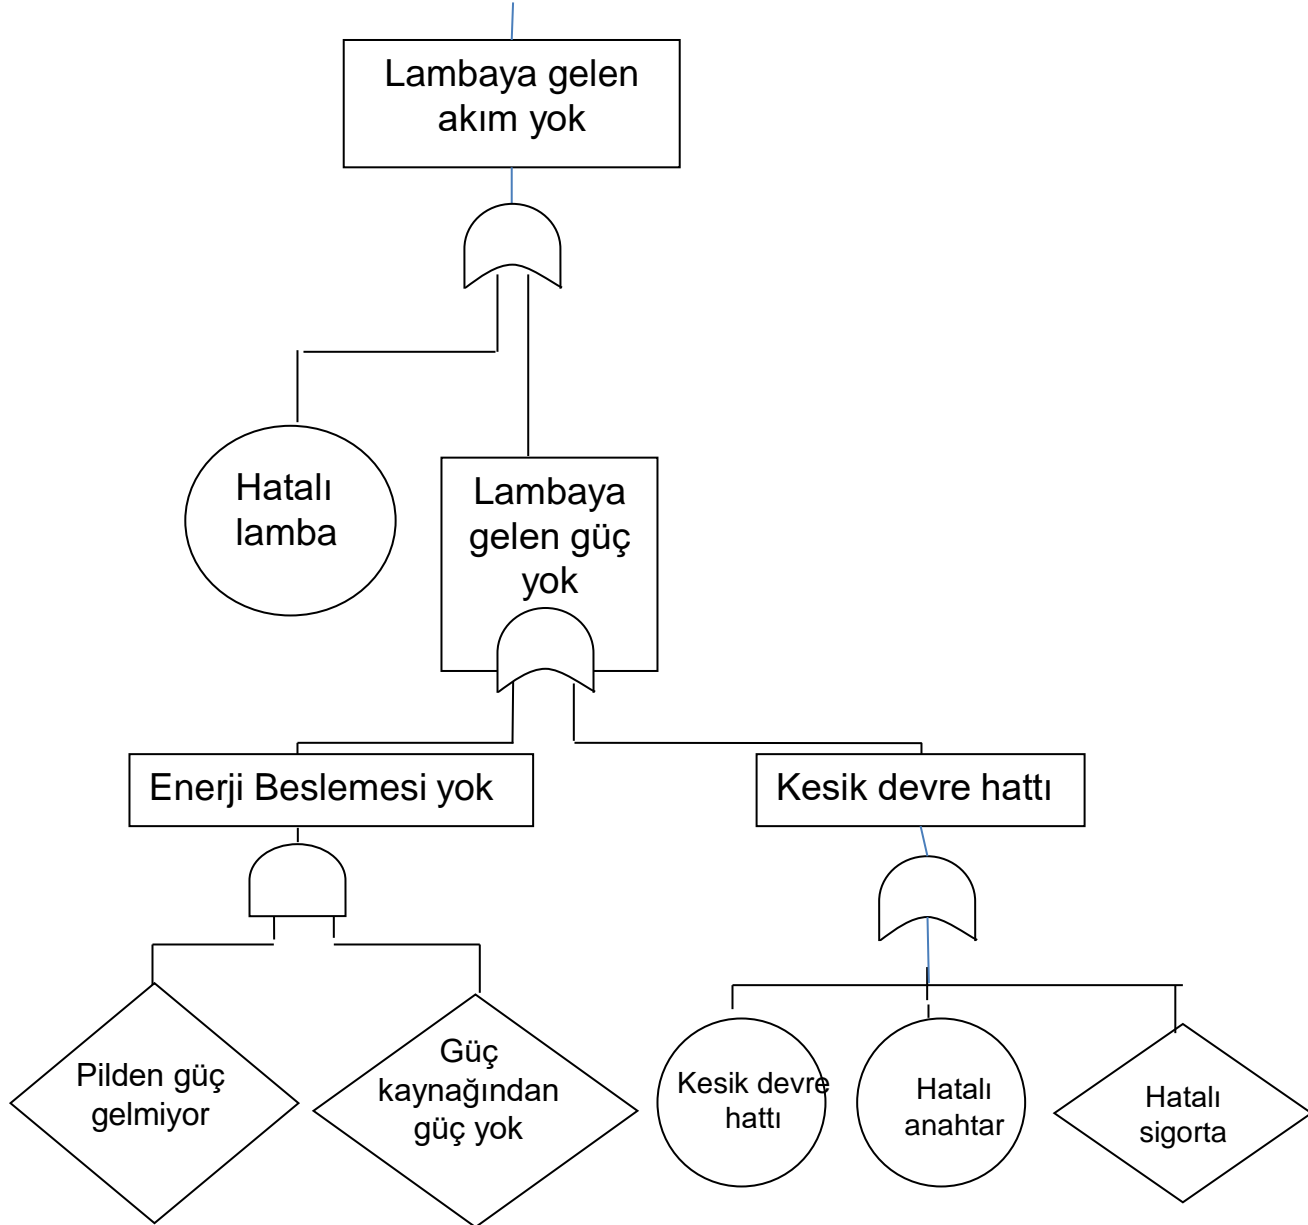 Lambaya gelen
akım yok
Hatalı
lamba
Lambaya
gelen güç
yok
Enerji Beslemesi yok
Kesik devre hattı
Pilden güç
gelmiyor
Güç
kaynağından
güç yok
Kesik devre
hattı
Hatalı
anahtar
Hatalı
sigorta